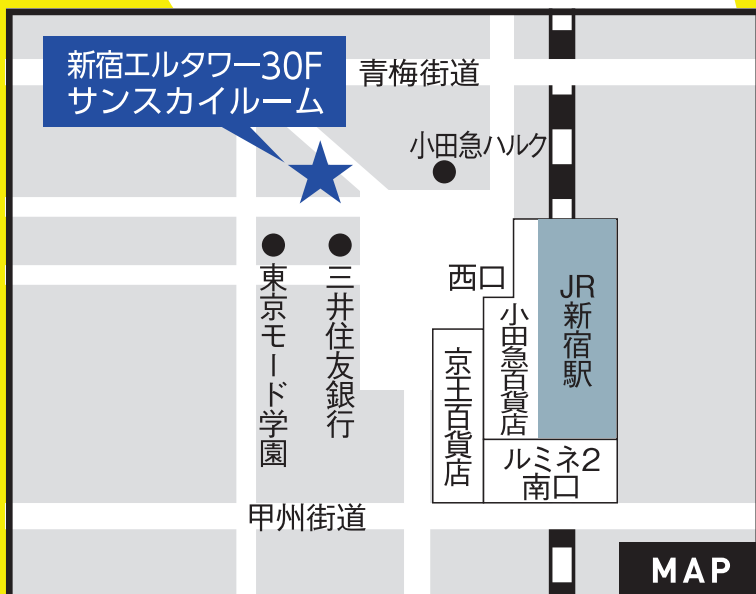 新宿エルタワー30F
サンスカイルーム
青梅街道
小田急ハルク
西口
JR新宿駅
小田急百貨店
京王百貨店
三井住友銀行
東京モード学園
ルミネ2
南口
甲州街道
MAP